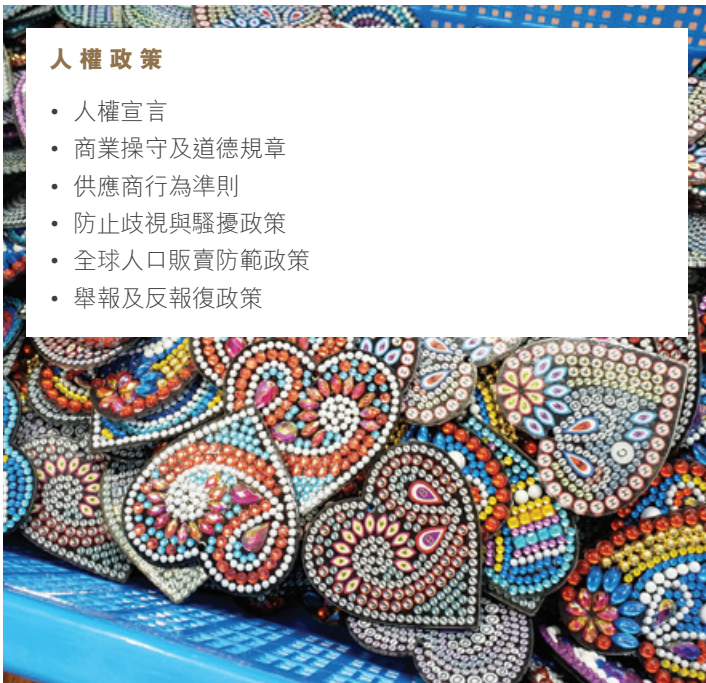 人權政策
• 人權宣言
• 商業操守及道德規章
• 供應商行為準則
• 防止歧視與騷擾政策
• 全球人口販賣防範政策
• 舉報及反報復政策